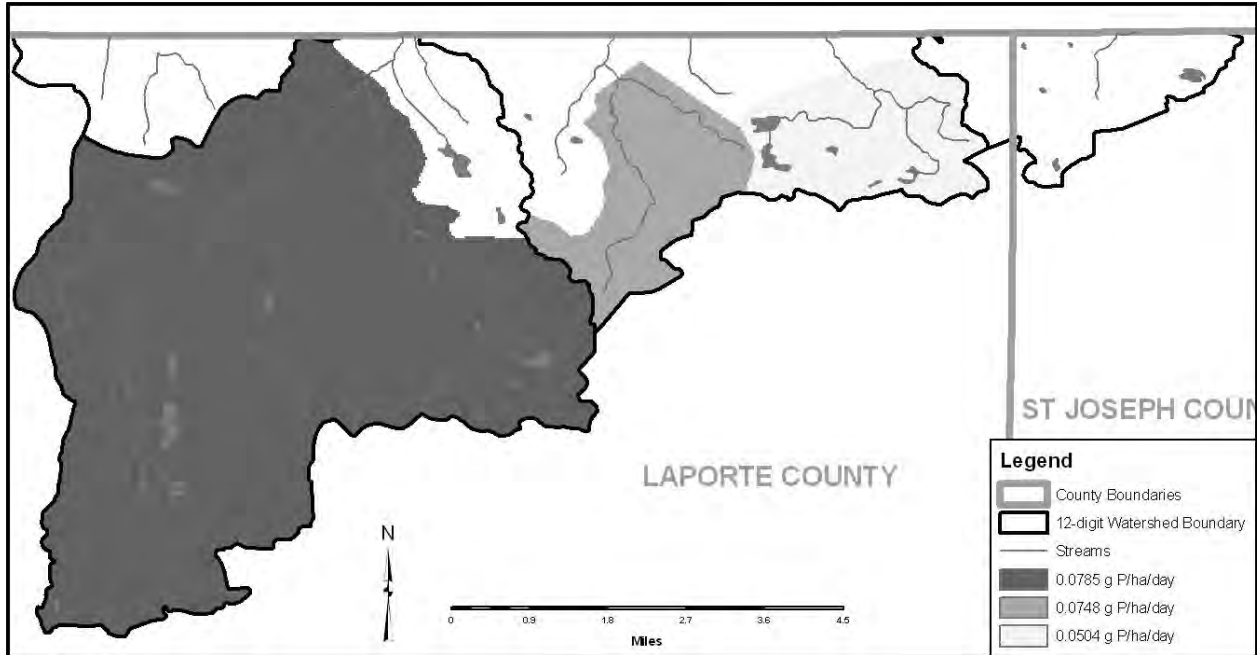 ST JOSEPH COUN
LAPORTE COUNTY
N
0 0.9 1.8 2.7 3.6 4.5
Miles
Legend
County Boundaries
12-digit Watershed Boundary
Streams
0.0785 g P/ha/day
0.0748 g P/ha/day
0.0504 g P/ha/day